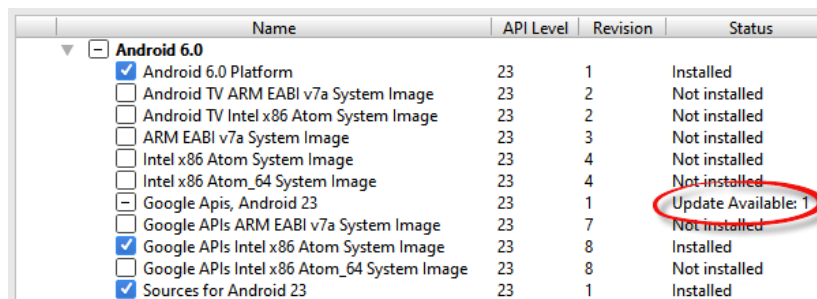 Name API Level Revision Status
Android 6.0
Android 6.0 Platform 23 1 Installed
Android TV ARM EABI v7a System Image 23 2 Not installed
Android TV Intel x86 Atom System Image 23 2 Not installed
ARM EABI v7a System Image 23 3 Not installed
Intel x86 Atom System Image 23 4 Not installed
Intel x86 Atom_64 System Image 23 4 Not installed
Google Apis, Android 23 23 1 Update Available: 1
Google APIs ARM EABI v7a System Image 23 7 Not installed
Google APIs Intel x86 Atom System Image 23 8 Installed
Google APIs Intel x86 Atom_64 System Image 23 8 Not installed
Sources for Android 23 23 1 Installed